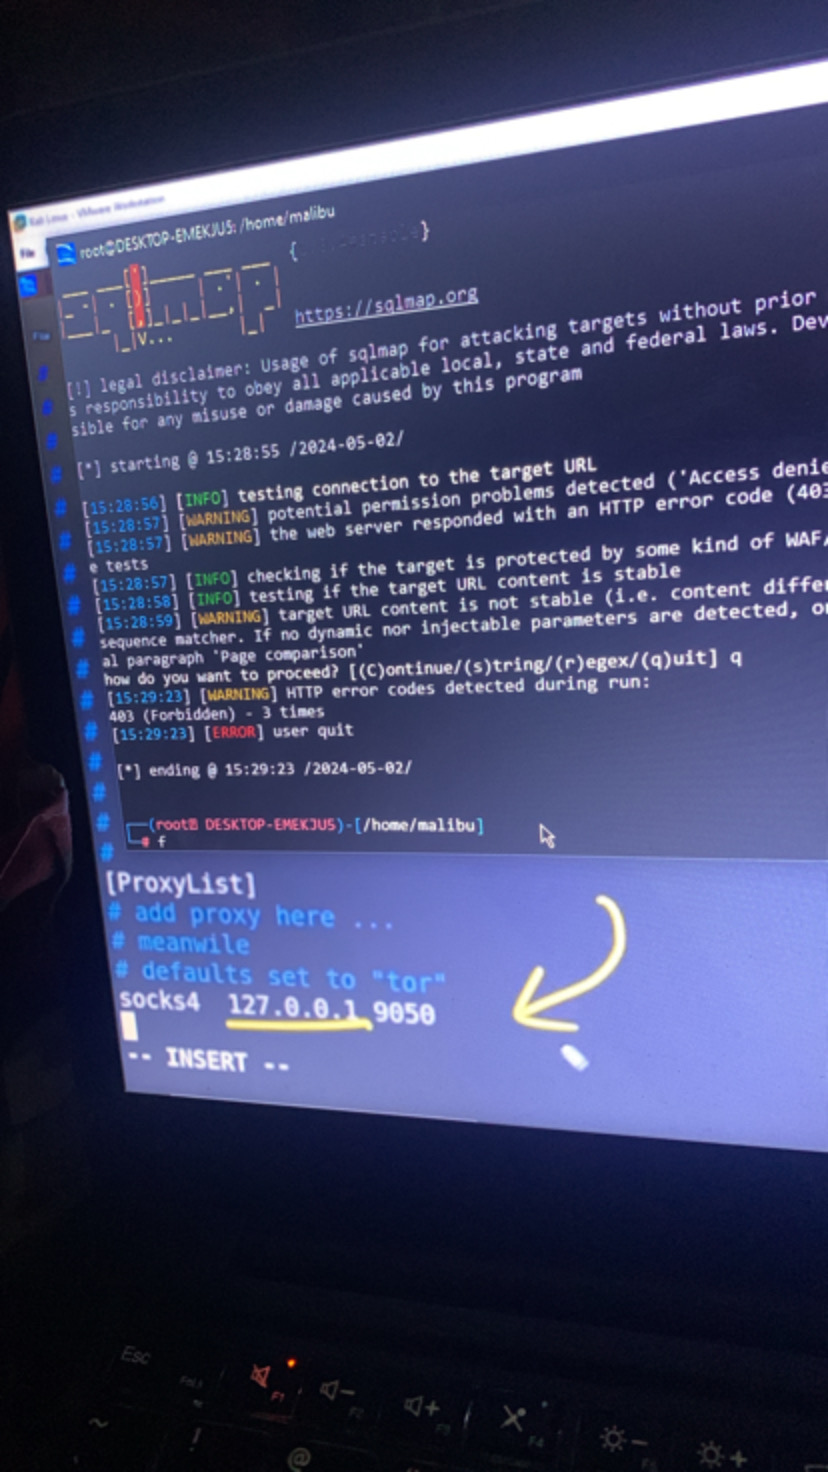 Kali Linux - VMware Workstation
File
root@DESKTOP-EMEKJU5: /home/malibu
{ }
https://sqlmap.org
[!] legal disclaimer: Usage of sqlmap for attacking targets without prior
s responsibility to obey all applicable local, state and federal laws. Dev
sible for any misuse or damage caused by this program
[*] starting @ 15:28:55 /2024-05-02/
[15:28:56] [INFO] testing connection to the target URL
[15:28:57] [WARNING] potential permission problems detected ('Access denie
[15:28:57] [WARNING] the web server responded with an HTTP error code (403
e tests
[15:28:57] [INFO] checking if the target is protected by some kind of WAF/
[15:28:58] [INFO] testing if the target URL content is stable
[15:28:59] [WARNING] target URL content is not stable (i.e. content differ
sequence matcher. If no dynamic nor injectable parameters are detected, or
al paragraph 'Page comparison'
how do you want to proceed? [(C)ontinue/(s)tring/(r)egex/(q)uit] q
[15:29:23] [WARNING] HTTP error codes detected during run:
403 (Forbidden) - 3 times
[15:29:23] [ERROR] user quit
[*] ending @ 15:29:23 /2024-05-02/
(root DESKTOP-EMEKJU5)-[/home/malibu]
# f
[ProxyList]
# add proxy here ...
# meanwile
# defaults set to "tor"
socks4 127.0.0.1 9050
-- INSERT --
Esc
F1
F2
F3
F4
~
!
@